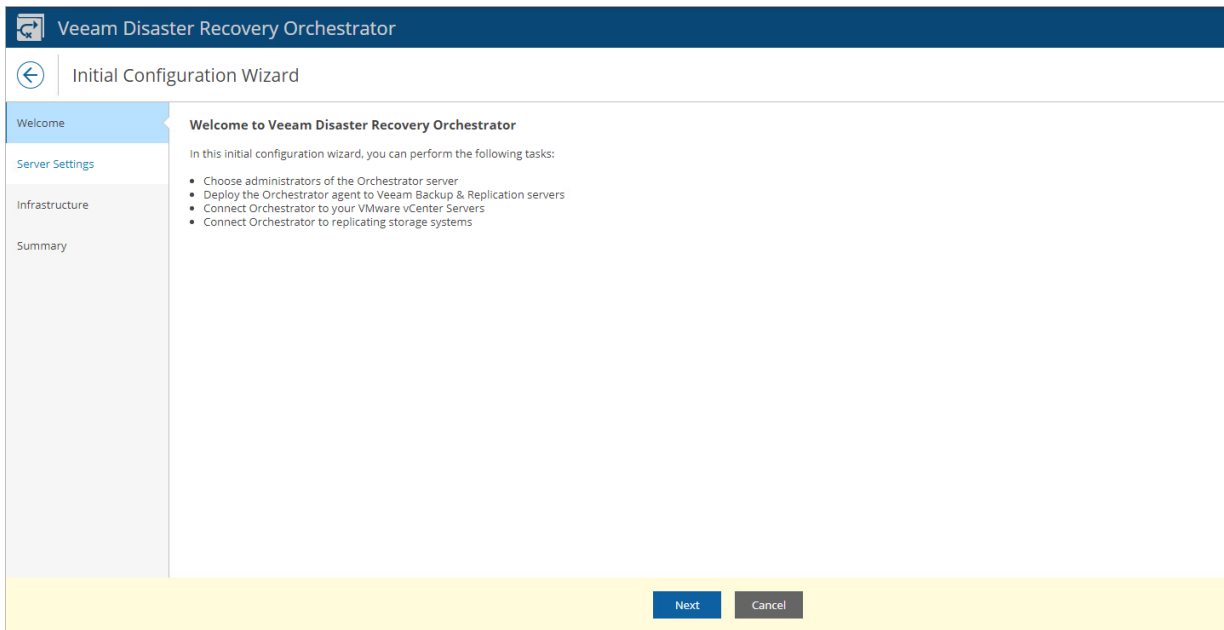 Veeam Disaster Recovery Orchestrator
Initial Configuration Wizard
Welcome
Server Settings
Infrastructure
Summary
Welcome to Veeam Disaster Recovery Orchestrator
In this initial configuration wizard, you can perform the following tasks:
• Choose administrators of the Orchestrator server
• Deploy the Orchestrator agent to Veeam Backup & Replication servers
• Connect Orchestrator to your VMware vCenter Servers
• Connect Orchestrator to replicating storage systems
Next Cancel